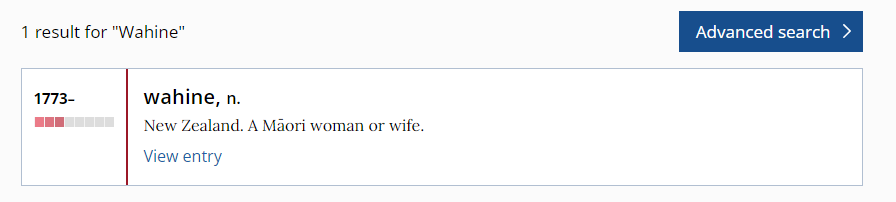 1 result for "Wahine"
Advanced search
1773–
wahine, n.
New Zealand. A Māori woman or wife.
View entry